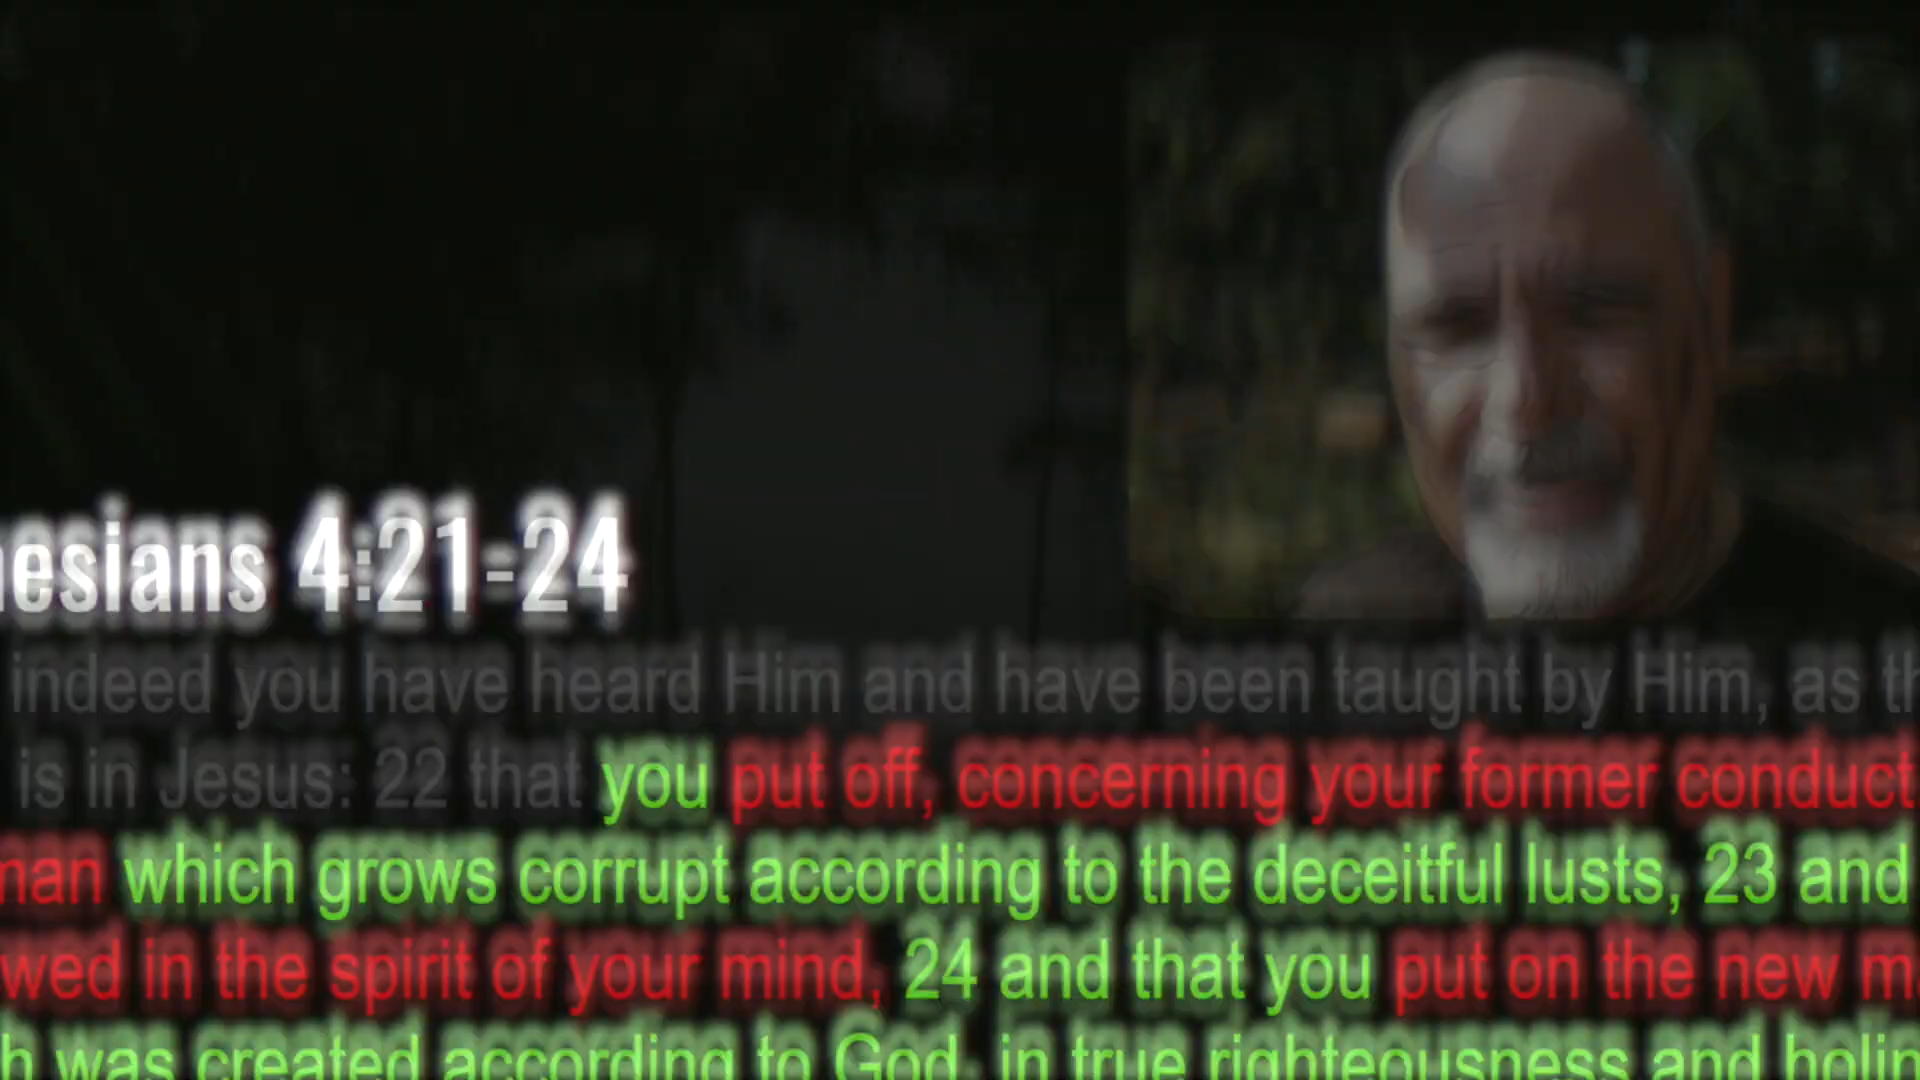 esians 4:21-24
indeed you have heard Him and have been taught by Him, as th
is in Jesus: 22 that you put off, concerning your former conduct
man which grows corrupt according to the deceitful lusts, 23 and
wed in the spirit of your mind, 24 and that you put on the new m
h was created according to God, in true righteousness and holin